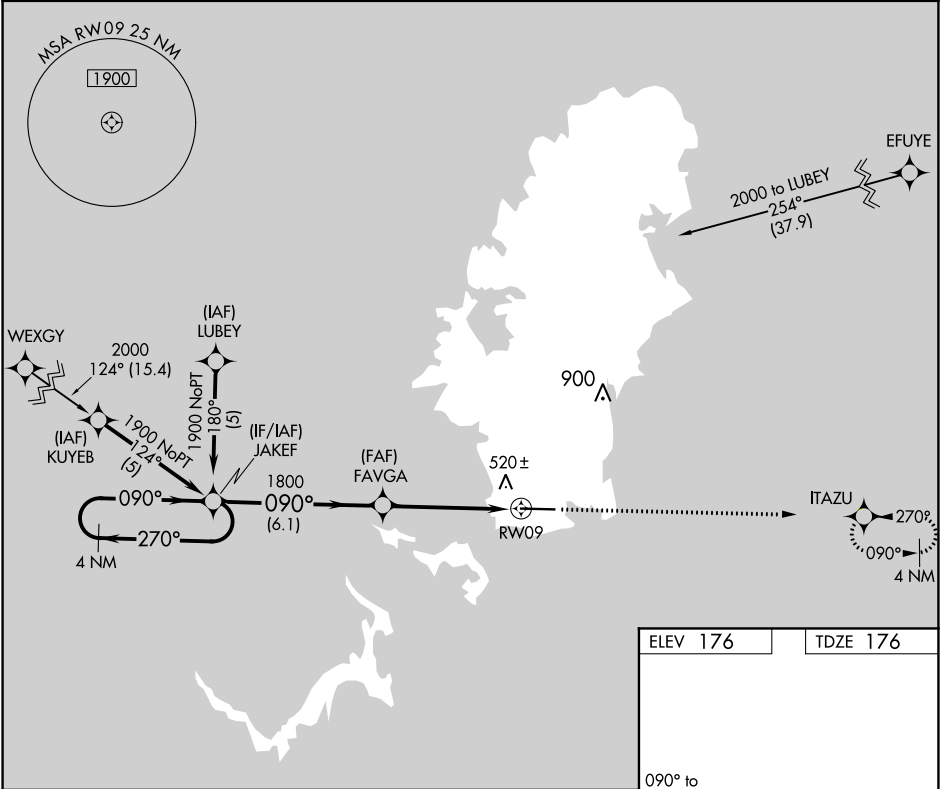 MSA RW09 25 NM
1900
EFUYE
2000 to LUBEY
254°
(37.9)
(IAF)
LUBEY
WEXGY
2000
124° (15.4)
900
1900 NoPT
180°
(5)
(IAF)
KUYEB
1900 NoPT
124°
(5)
(IF/IAF)
JAKEF
(FAF)
FAVGA
520±
1800
090°
(6.1)
090°
270°
4 NM
RW09
ITAZU
270°
090°
4 NM
ELEV 176
TDZE 176
090° to